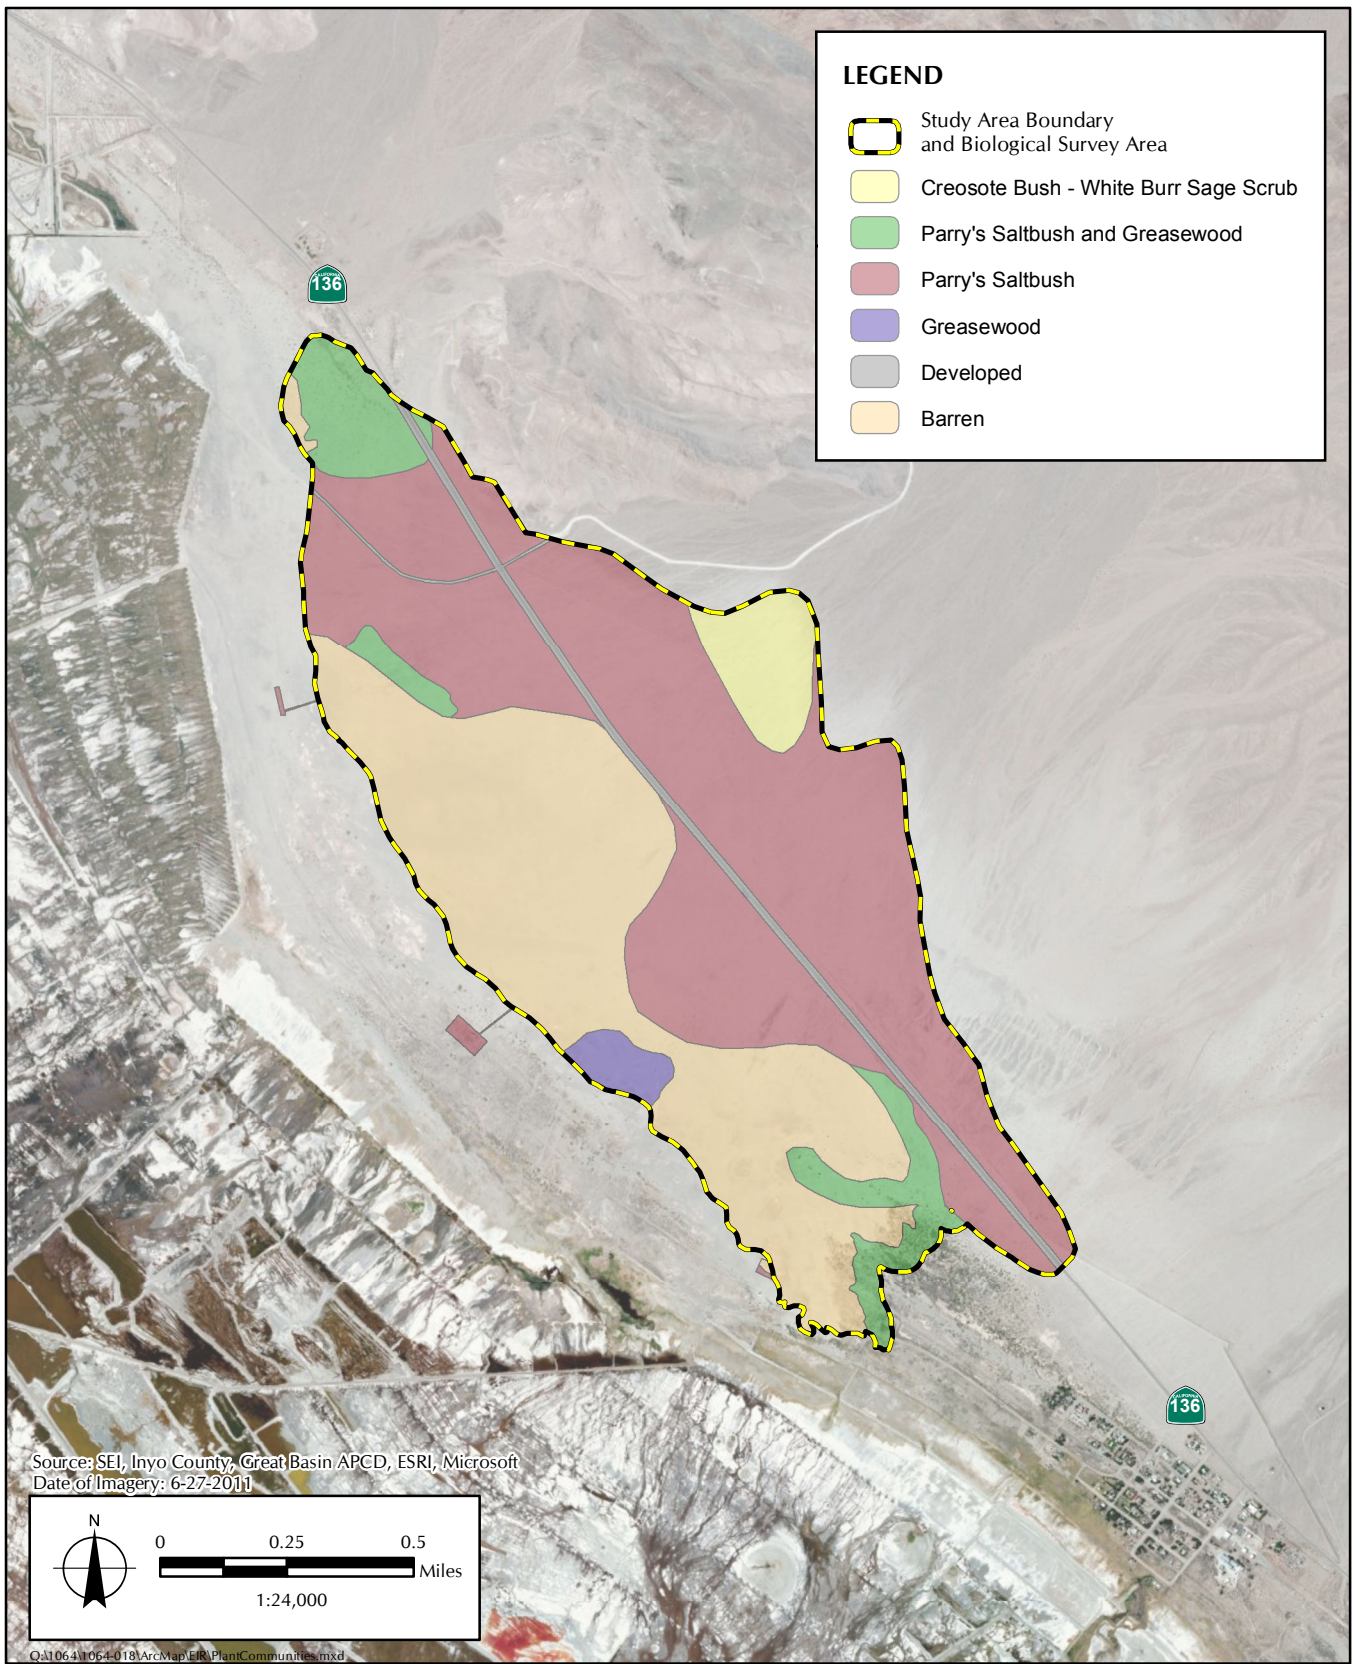 LEGEND
Study Area Boundary
and Biological Survey Area
Creosote Bush - White Burr Sage Scrub
Parry's Saltbush and Greasewood
Parry's Saltbush
Greasewood
Developed
Barren
CALIFORNIA
136
CALIFORNIA
136
Source: SEI, Inyo County, Great Basin APCD, ESRI, Microsoft
Date of Imagery: 6-27-2011
N
0 0.25 0.5
Miles
1:24,000
Q:\1064\1064-018\ArcMap\EIR\PlantCommunities.mxd